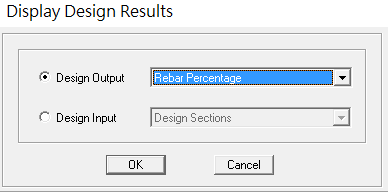 Display Design Results
Design Output Rebar Percentage
Design Input Design Sections
OK Cancel